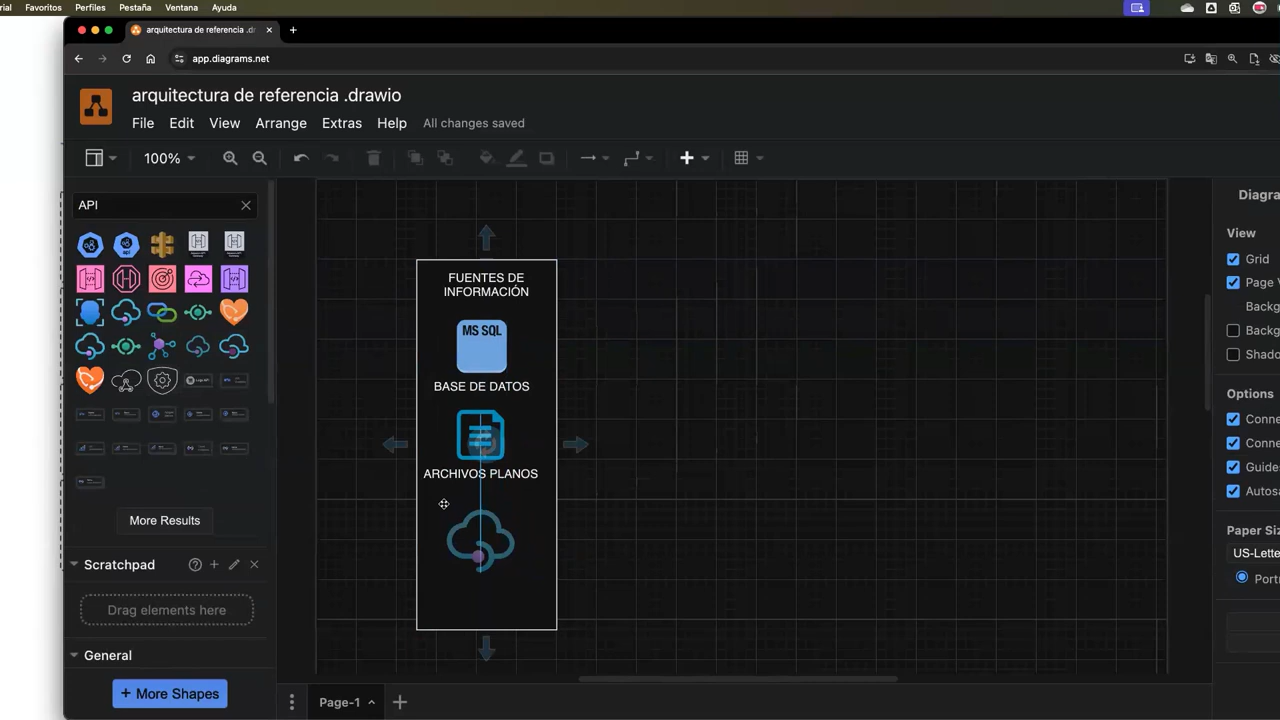 rial Favoritos Perfiles Pestaña Ventana Ayuda
arquitectura de referencia .dr
app.diagrams.net
arquitectura de referencia .drawio
File Edit View Arrange Extras Help All changes saved
100%
API
Diagra
View
Grid
Page V
Backg
Backg
Shado
Options
Conne
Conne
Guide
Autosa
Paper Siz
US-Lette
Portr
FUENTES DE
INFORMACIÓN
MS SQL
BASE DE DATOS
ARCHIVOS PLANOS
More Results
Scratchpad
Drag elements here
General
+ More Shapes
Page-1